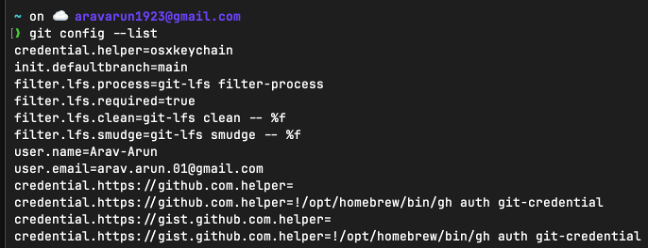 ~ on ☁️ aravarun1923@gmail.com
[❯ git config --list
credential.helper=osxkeychain
init.defaultbranch=main
filter.lfs.process=git-lfs filter-process
filter.lfs.required=true
filter.lfs.clean=git-lfs clean -- %f
filter.lfs.smudge=git-lfs smudge -- %f
user.name=Arav-Arun
user.email=arav.arun.01@gmail.com
credential.https://github.com.helper=
credential.https://github.com.helper=!/opt/homebrew/bin/gh auth git-credential
credential.https://gist.github.com.helper=
credential.https://gist.github.com.helper=!/opt/homebrew/bin/gh auth git-credential